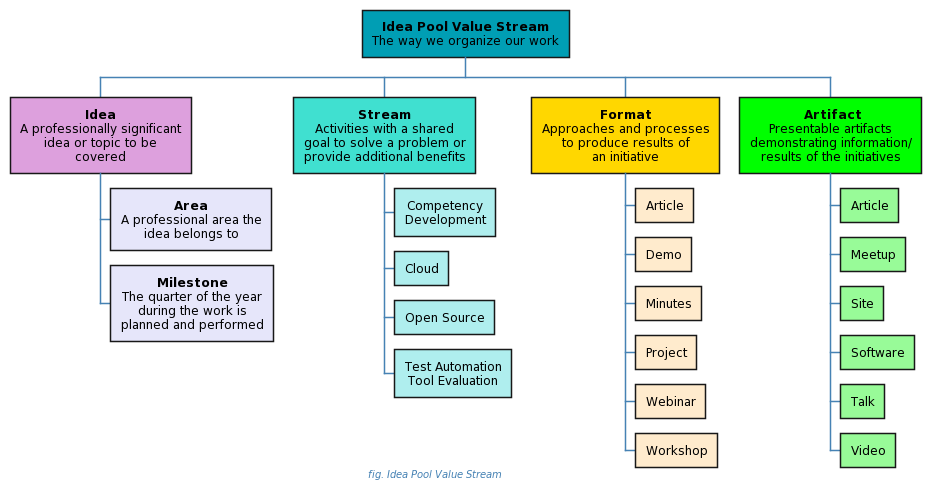 Idea Pool Value Stream
The way we organize our work
Idea
A professionally significant
idea or topic to be
covered
Area
A professional area the
idea belongs to
Milestone
The quarter of the year
during the work is
planned and performed
Stream
Activities with a shared
goal to solve a problem or
provide additional benefits
Competency
Development
Cloud
Open Source
Test Automation
Tool Evaluation
Format
Approaches and processes
to produce results of
an initiative
Article
Demo
Minutes
Project
Webinar
Workshop
Artifact
Presentable artifacts
demonstrating information/
results of the initiatives
Article
Meetup
Site
Software
Talk
Video
fig. Idea Pool Value Stream